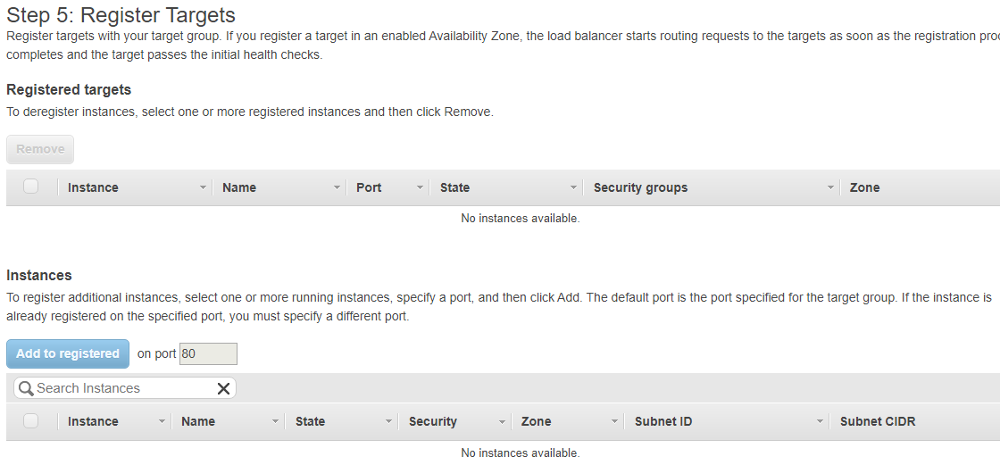 Step 5: Register Targets
Register targets with your target group. If you register a target in an enabled Availability Zone, the load balancer starts routing requests to the targets as soon as the registration
completes and the target passes the initial health checks.
Registered targets
To deregister instances, select one or more registered instances and then click Remove.
Remove
Instance Name Port State Security groups Zone
No instances available.
Instances
To register additional instances, select one or more running instances, specify a port, and then click Add. The default port is the port specified for the target group. If the instance is
already registered on the specified port, you must specify a different port.
Add to registered on port 80
Search Instances
Instance Name State Security Zone Subnet ID Subnet CIDR
No instances available.